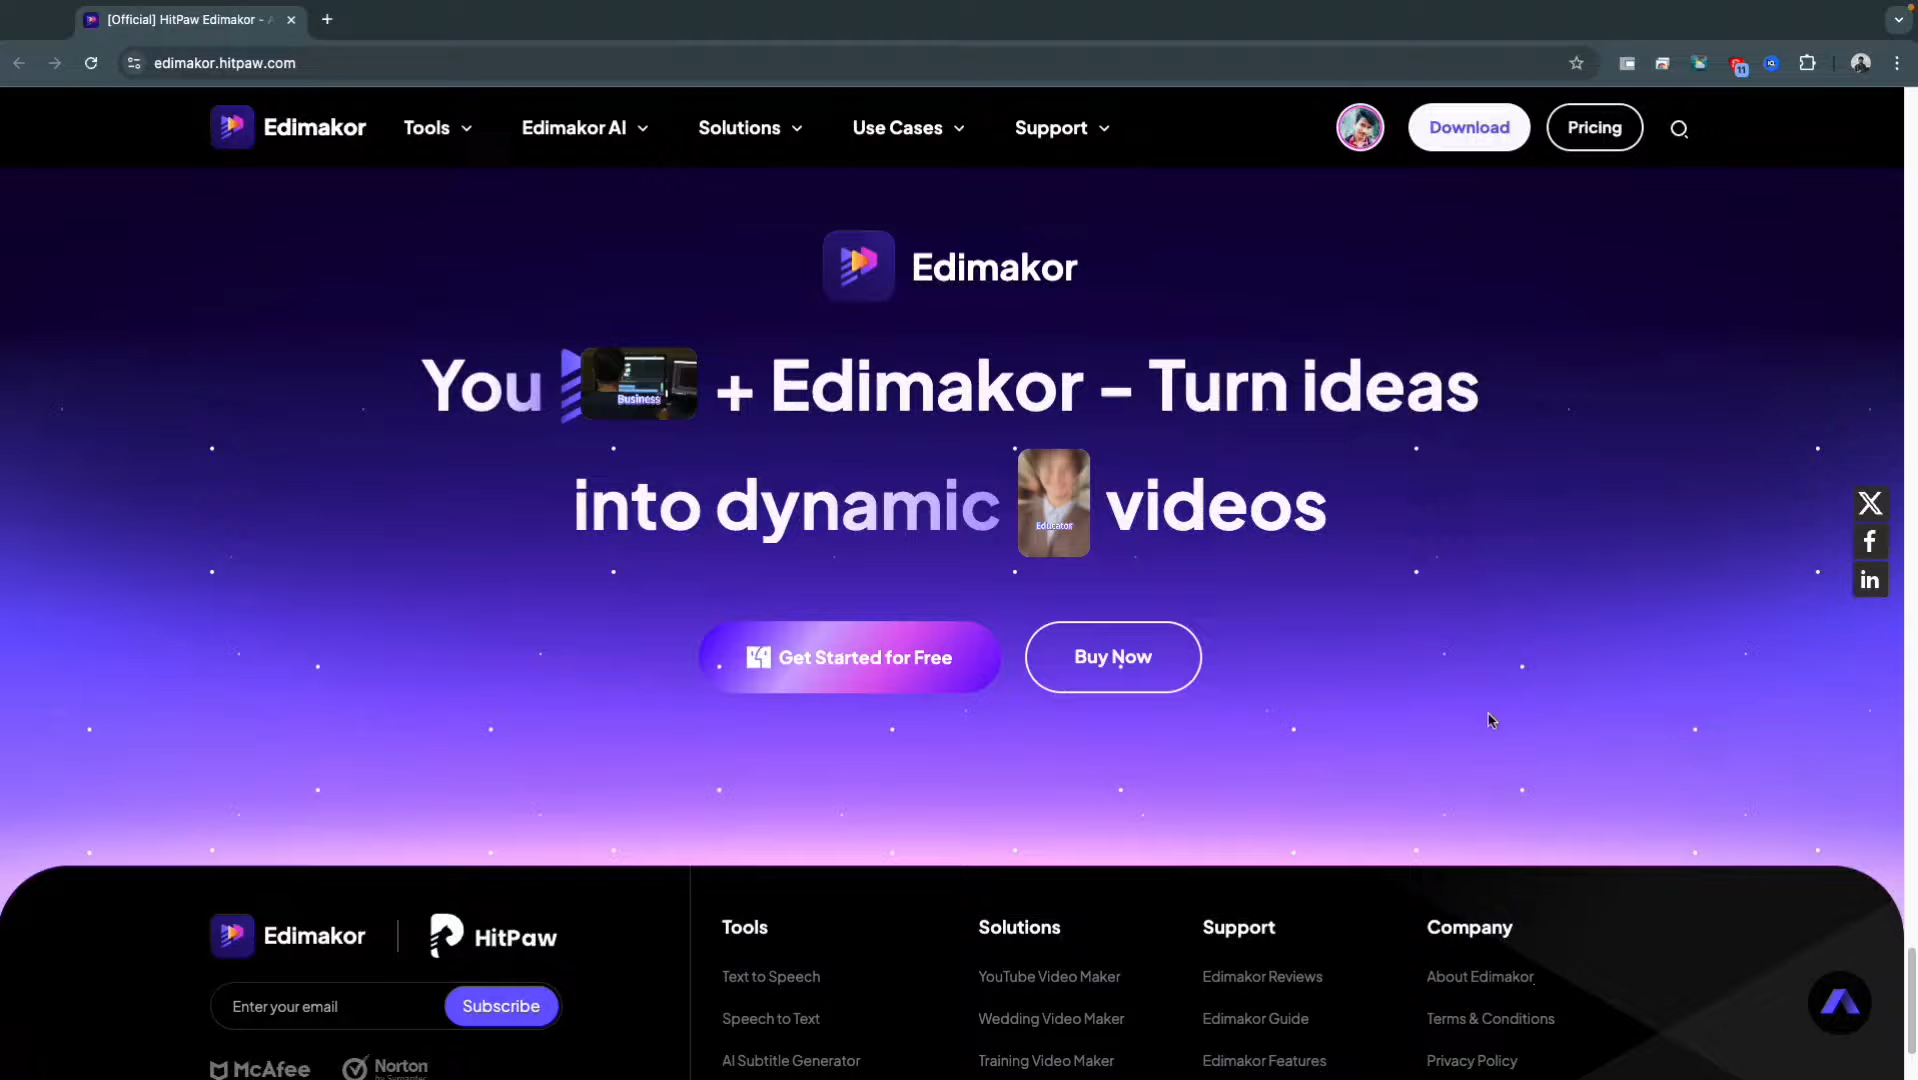 [Official] HitPaw Edimakor - A
edimakor.hitpaw.com
11
Edimakor
Tools
Edimakor AI
Solutions
Use Cases
Support
Download
Pricing
Edimakor
You Business + Edimakor – Turn ideas
into dynamic Educator videos
Get Started for Free
Buy Now
Edimakor
HitPaw
Enter your email
Subscribe
McAfee
Norton
by Symantec
Tools
Text to Speech
Speech to Text
AI Subtitle Generator
Solutions
YouTube Video Maker
Wedding Video Maker
Training Video Maker
Support
Edimakor Reviews
Edimakor Guide
Edimakor Features
Company
About Edimakor
Terms & Conditions
Privacy Policy